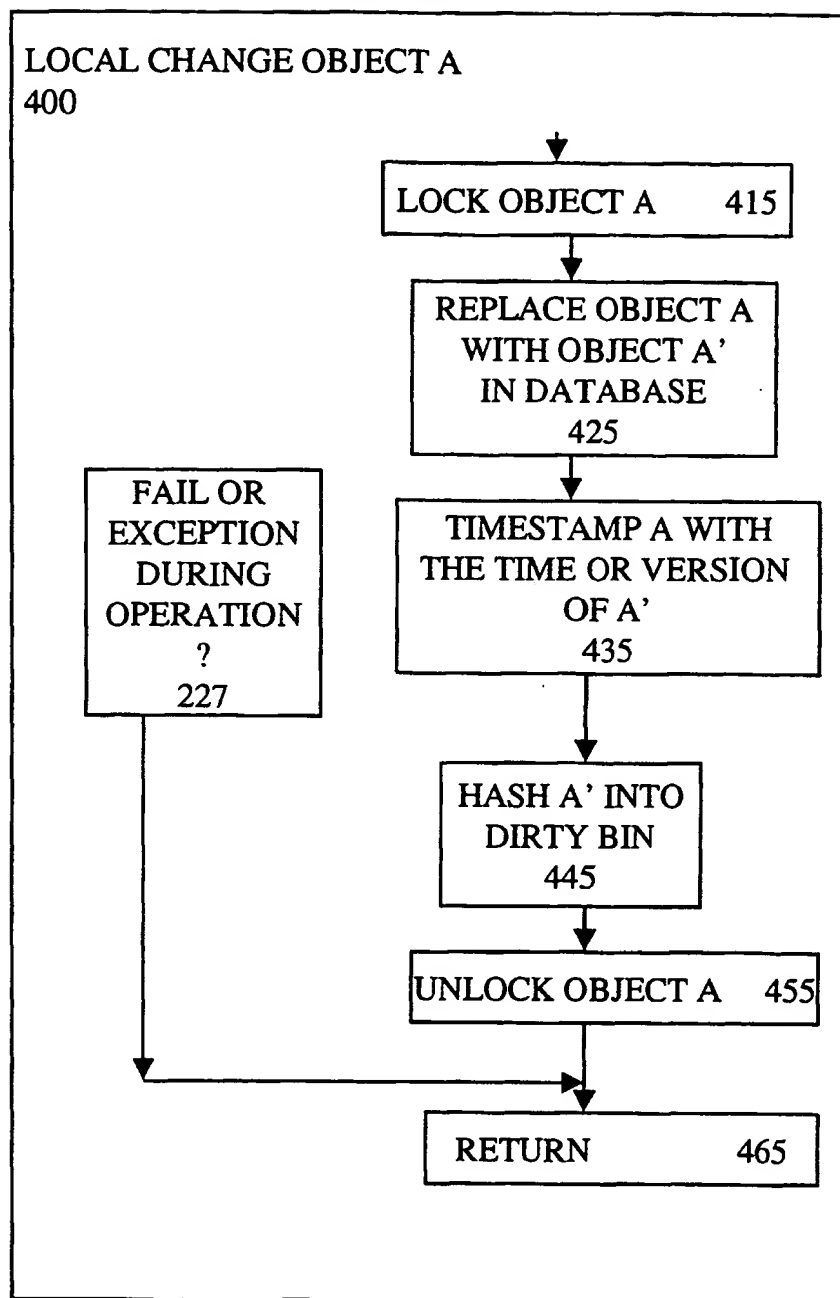 LOCAL CHANGE OBJECT A
400
LOCK OBJECT A 415
REPLACE OBJECT A
WITH OBJECT A'
IN DATABASE
425
FAIL OR
EXCEPTION
DURING
OPERATION
?
227
TIMESTAMP A WITH
THE TIME OR VERSION
OF A'
435
HASH A' INTO
DIRTY BIN
445
UNLOCK OBJECT A 455
RETURN 465